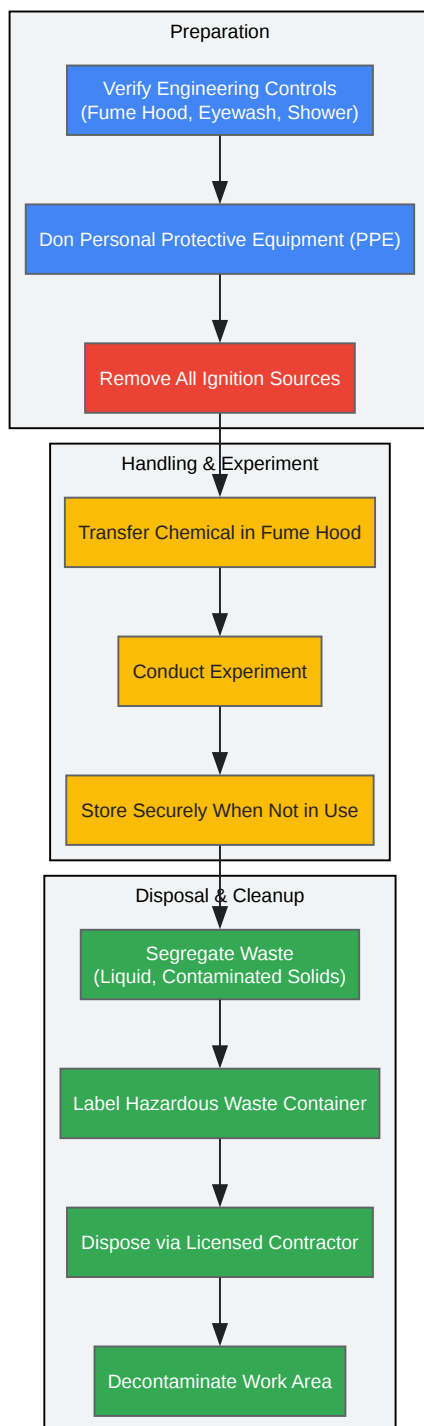 Preparation
Verify Engineering Controls
(Fume Hood, Eyewash, Shower)
Don Personal Protective Equipment (PPE)
Remove All Ignition Sources
Handling & Experiment
Transfer Chemical in Fume Hood
Conduct Experiment
Store Securely When Not in Use
Disposal & Cleanup
Segregate Waste
(Liquid, Contaminated Solids)
Label Hazardous Waste Container
Dispose via Licensed Contractor
Decontaminate Work Area